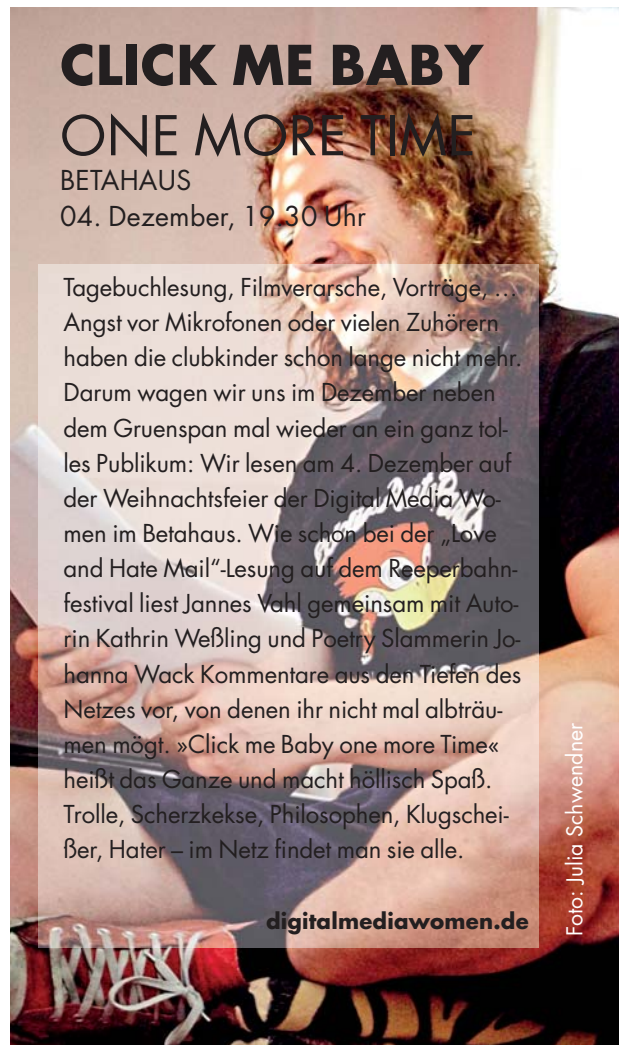 CLICK ME BABY
ONE MORE TIME
BETAHAUS
04. Dezember, 19.30 Uhr
Tagebuchlesung, Filmverarsche, Vorträge, …
Angst vor Mikrofonen oder vielen Zuhörern
haben die clubkinder schon lange nicht mehr.
Darum wagen wir uns im Dezember neben
dem Gruenspan mal wieder an ein ganz tol-
les Publikum: Wir lesen am 4. Dezember auf
der Weihnachtsfeier der Digital Media Wo-
men im Betahaus. Wie schon bei der „Love
and Hate Mail“-Lesung auf dem Reeperbahn-
festival liest Jannes Vahl gemeinsam mit Auto-
rin Kathrin Weßling und Poetry Slammerin Jo-
hanna Wack Kommentare aus den Tiefen des
Netzes vor, von denen ihr nicht mal albträu-
men mögt. »Click me Baby one more Time«
heißt das Ganze und macht höllisch Spaß.
Trolle, Scherzkekse, Philosophen, Klugschei-
ßer, Hater – im Netz findet man sie alle.
digitalmediawomen.de
Foto: Julia Schwendner